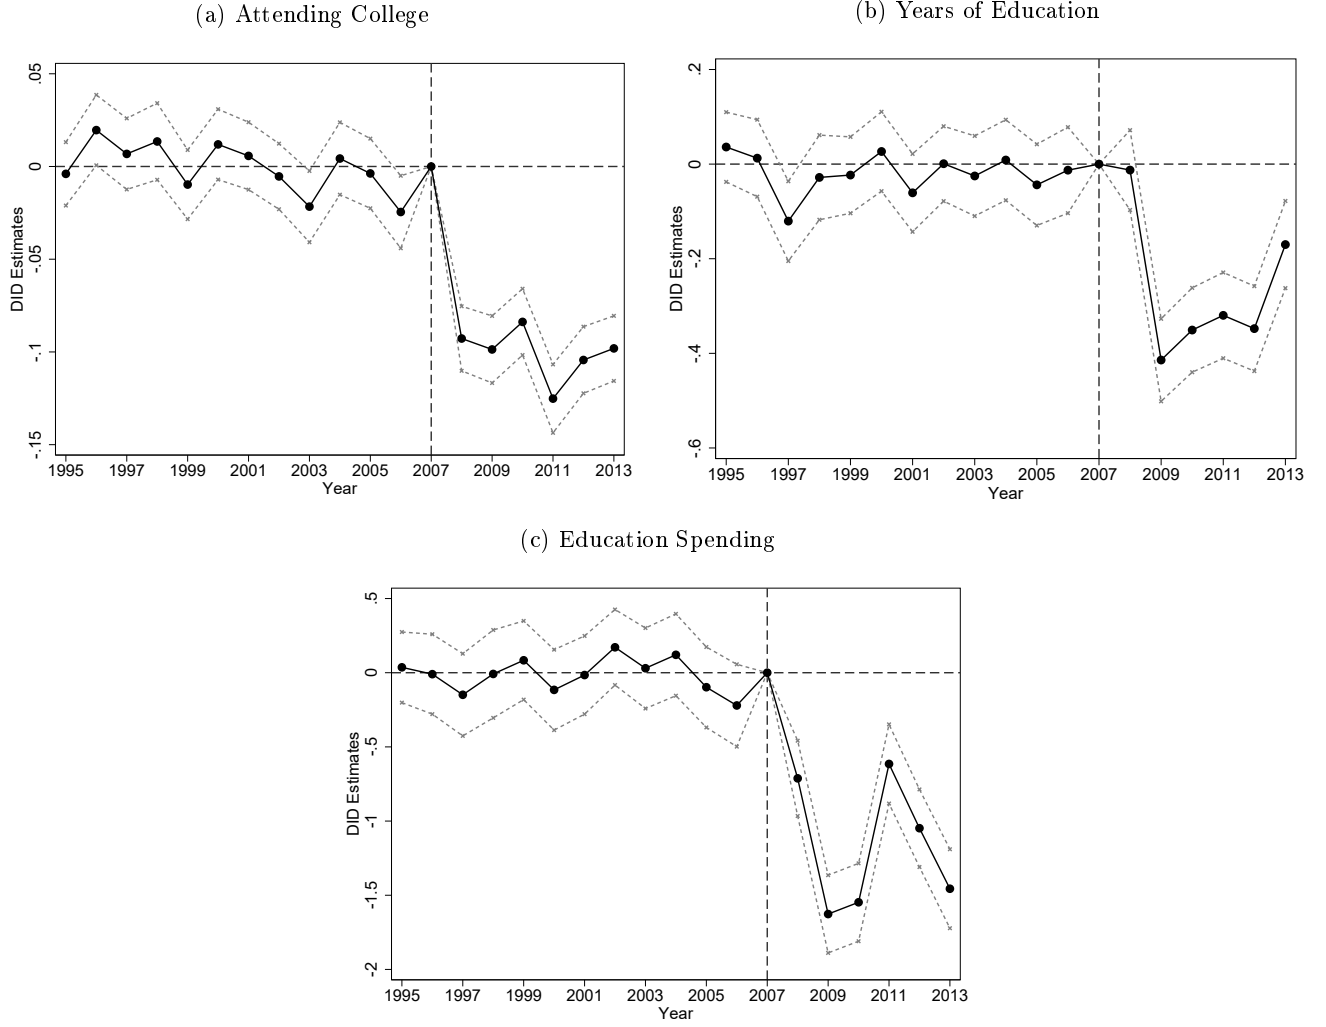 (a) Attending College
DID Estimates
.05
0
-.05
-.1
-.15
1995 1997 1999 2001 2003 2005 2007 2009 2011 2013
Year
(b) Years of Education
DID Estimates
.2
0
-.2
-.4
-.6
1995 1997 1999 2001 2003 2005 2007 2009 2011 2013
Year
(c) Education Spending
DID Estimates
.5
0
-.5
-1
-1.5
-2
1995 1997 1999 2001 2003 2005 2007 2009 2011 2013
Year